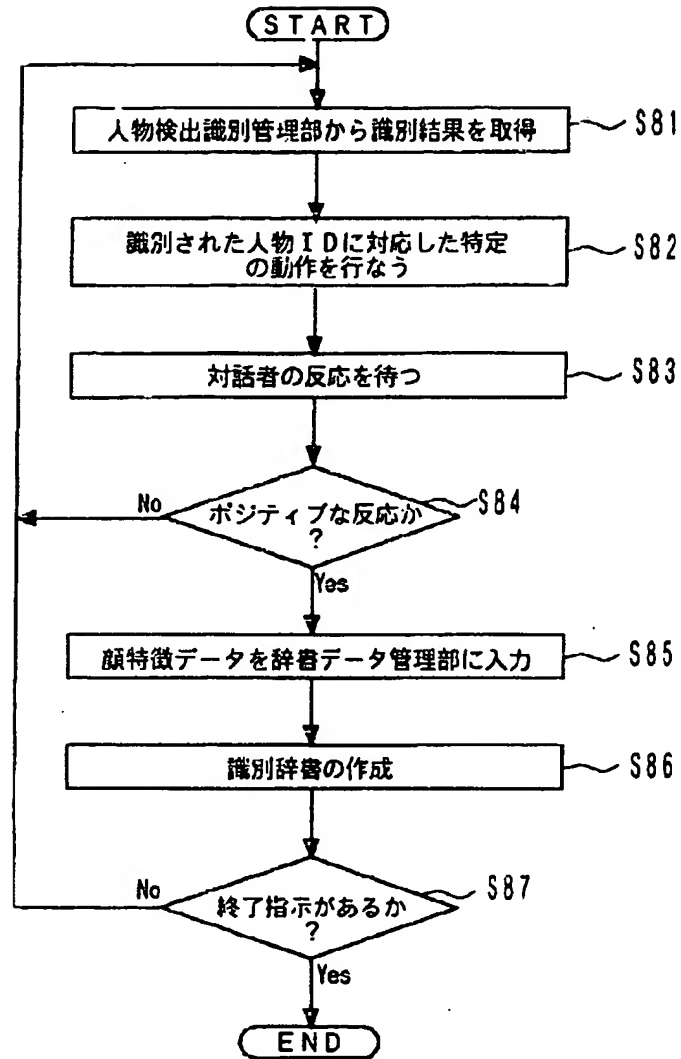 START
人物検出識別管理部から識別結果を取得
S81
識別された人物IDに対応した特定
の動作を行なう
S82
対話者の反応を待つ
S83
ポジティブな反応か
?
S84
No
Yes
顔特徴データを辞書データ管理部に入力
S85
識別辞書の作成
S86
終了指示があるか
?
S87
No
Yes
END